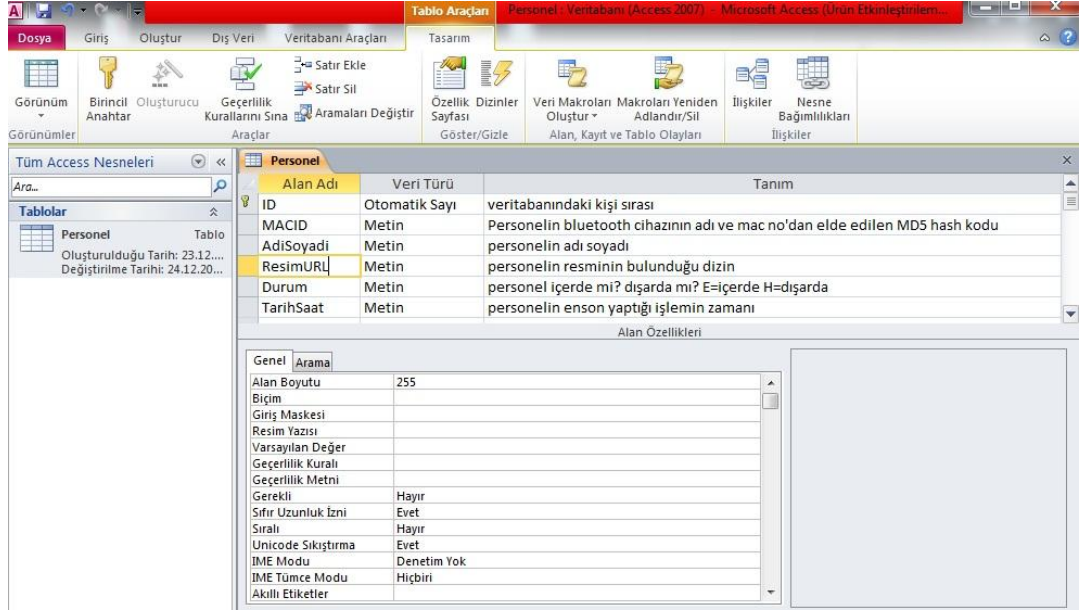 Tablo Araçları
Personel : Veritabanı (Access 2007) - Microsoft Access (Ürün Etkinleştirilem...
Dosya Giriş Oluştur Dış Veri Veritabanı Araçları Tasarım
Görünüm
Görünümler
Birincil Anahtar
Oluşturucu
Geçerlilik Kurallarını Sına
Satır Ekle
Satır Sil
Aramaları Değiştir
Araçlar
Özellik Sayfası
Dizinler
Göster/Gizle
Veri Makroları Oluştur
Makroları Yeniden Adlandır/Sil
Alan, Kayıt ve Tablo Olayları
İlişkiler
Nesne Bağımlılıkları
İlişkiler
Tüm Access Nesneleri
Ara...
Tablolar
Personel Tablo
Oluşturulduğu Tarih: 23.12....
Değiştirilme Tarihi: 24.12.20...
Personel
Alan Adı Veri Türü Tanım
ID Otomatik Sayı veritabanındaki kişi sırası
MACID Metin Personelin bluetooth cihazının adı ve mac no'dan elde edilen MD5 hash kodu
AdiSoyadi Metin personelin adı soyadı
ResimURL Metin personelin resminin bulunduğu dizin
Durum Metin personel içerde mi? dışarda mı? E=içerde H=dışarda
TarihSaat Metin personelin enson yaptığı işlemin zamanı
Alan Özellikleri
Genel Arama
Alan Boyutu 255
Biçim
Giriş Maskesi
Resim Yazısı
Varsayılan Değer
Geçerlilik Kuralı
Geçerlilik Metni
Gerekli Hayır
Sıfır Uzunluk İzni Evet
Sıralı Hayır
Unicode Sıkıştırma Evet
IME Modu Denetim Yok
IME Tümce Modu Hiçbiri
Akıllı Etiketler